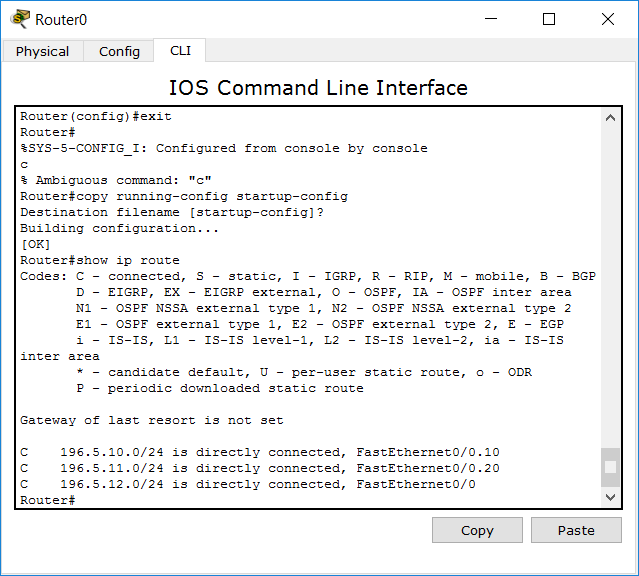 Router0
Physical Config CLI
IOS Command Line Interface
Router(config)#exit
Router#
%SYS-5-CONFIG_I: Configured from console by console
c
% Ambiguous command: "c"
Router#copy running-config startup-config
Destination filename [startup-config]?
Building configuration...
[OK]
Router#show ip route
Codes: C - connected, S - static, I - IGRP, R - RIP, M - mobile, B - BGP
       D - EIGRP, EX - EIGRP external, O - OSPF, IA - OSPF inter area
       N1 - OSPF NSSA external type 1, N2 - OSPF NSSA external type 2
       E1 - OSPF external type 1, E2 - OSPF external type 2, E - EGP
       i - IS-IS, L1 - IS-IS level-1, L2 - IS-IS level-2, ia - IS-IS
inter area
       * - candidate default, U - per-user static route, o - ODR
       P - periodic downloaded static route
Gateway of last resort is not set
C    196.5.10.0/24 is directly connected, FastEthernet0/0.10
C    196.5.11.0/24 is directly connected, FastEthernet0/0.20
C    196.5.12.0/24 is directly connected, FastEthernet0/0
Router#
Copy Paste